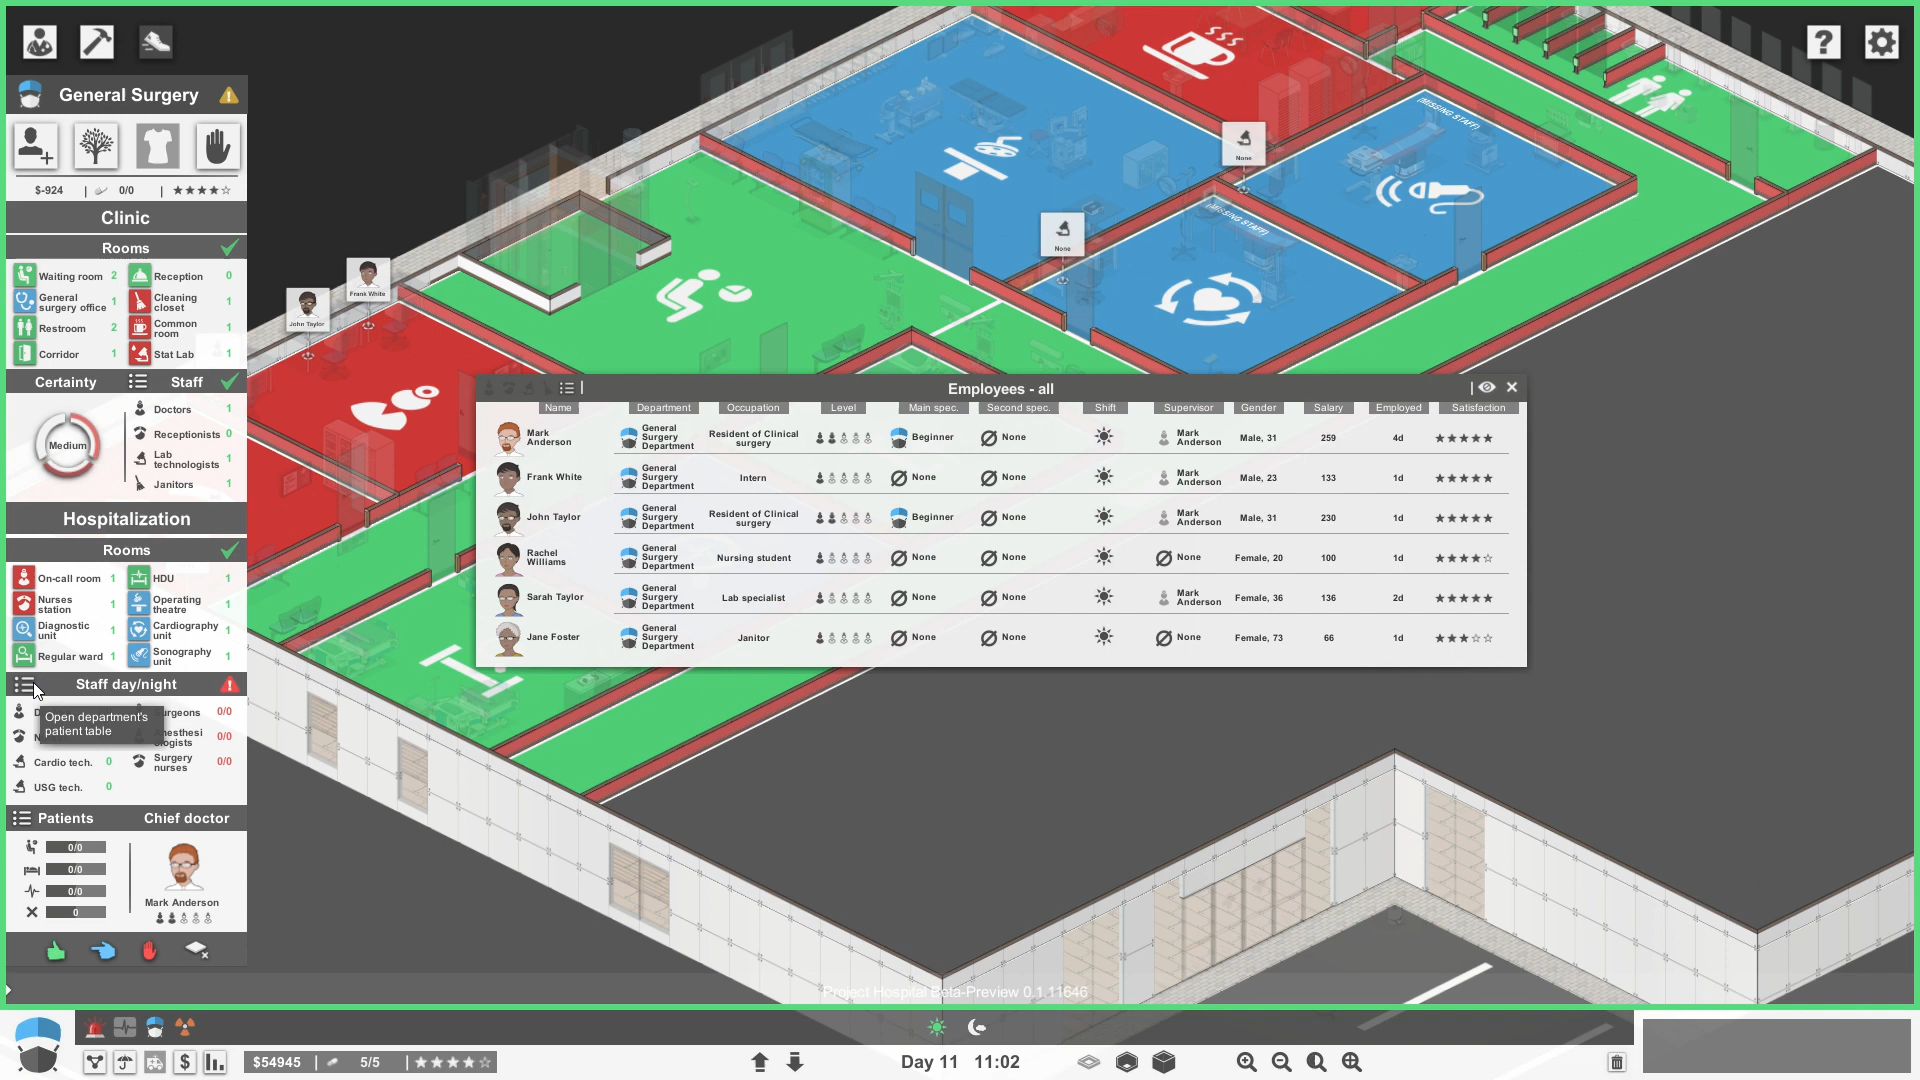 General Surgery
$-924 | 0/0 |
Clinic
Rooms
Waiting room 2
Reception 0
General surgery office 1
Cleaning closet 1
Restroom 2
Common room 1
Corridor 1
Stat Lab 1
Certainty
Staff
Medium
Doctors 1
Receptionists 0
Lab technologists 1
Janitors 1
Hospitalization
Rooms
On-call room 1
HDU 1
Nurses station 1
Operating theatre 1
Diagnostic unit 1
Cardiography unit 1
Regular ward 1
Sonography unit 1
Staff day/night
Open department's
patient table
0/0
0/0
Cardio tech. 0
Surgery nurses 0/0
USG tech. 0
Patients
Chief doctor
0/0
0/0
0/0
0
Mark Anderson
John Taylor
Frank White
None
None
(MISSING STAFF)
(MISSING STAFF)
Employees - all
Name Department Occupation Level Main spec. Second spec. Shift Supervisor Gender Salary Employed Satisfaction
Mark Anderson General Surgery Department Resident of Clinical surgery Beginner None Mark Anderson Male, 31 259 4d
Frank White General Surgery Department Intern None None Mark Anderson Male, 23 133 1d
John Taylor General Surgery Department Resident of Clinical surgery Beginner None Mark Anderson Male, 31 230 1d
Rachel Williams General Surgery Department Nursing student None None None Female, 20 100 1d
Sarah Taylor General Surgery Department Lab specialist None None Mark Anderson Female, 36 136 2d
Jane Foster General Surgery Department Janitor None None None Female, 73 66 1d
Project Hospital Beta-Preview 0.1.11646
$54945 | 5/5 |
Day 11 11:02